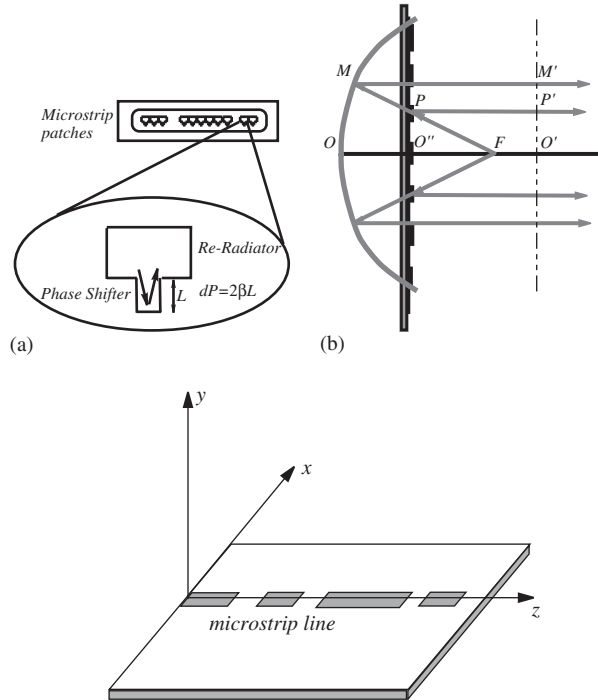 Microstrip
patches
Re-Radiator
Phase Shifter
L
dP=2βL
(a)
M
M'
P
P'
O
O''
F
O'
(b)
y
x
z
microstrip line